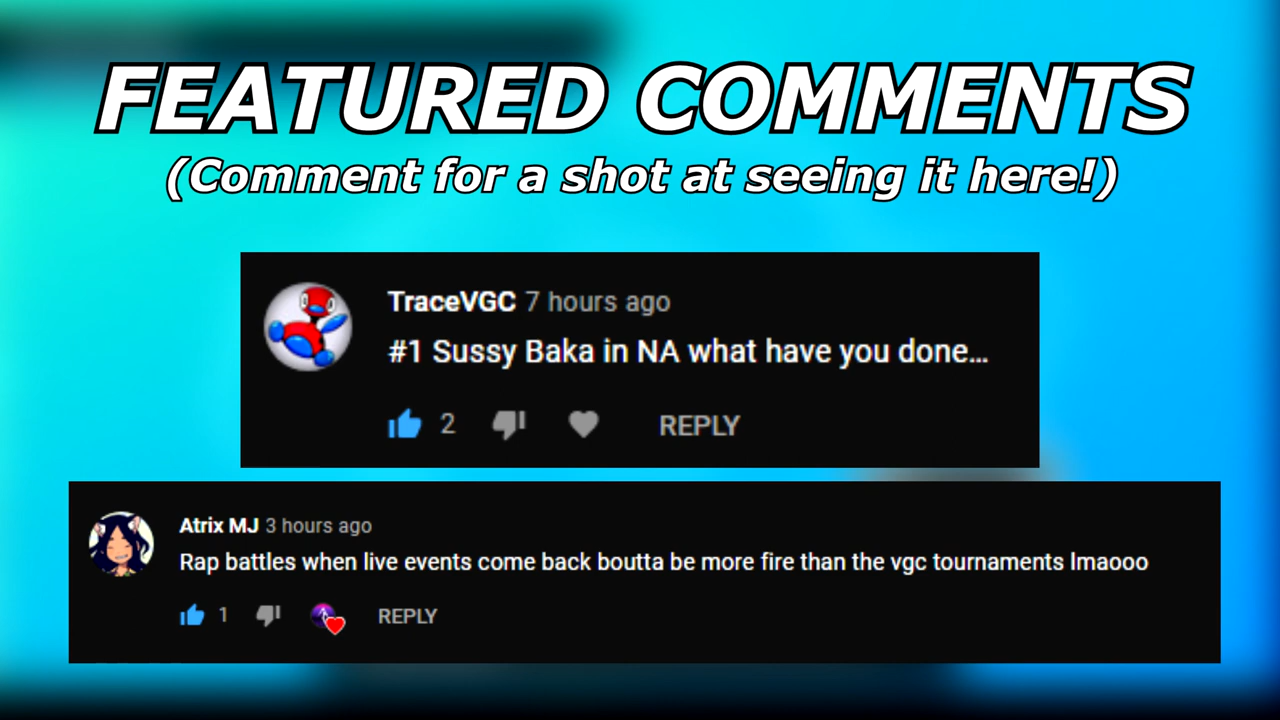 FEATURED COMMENTS
(Comment for a shot at seeing it here!)
TraceVGC 7 hours ago
#1 Sussy Baka in NA what have you done...
2 REPLY
Atrix MJ 3 hours ago
Rap battles when live events come back boutta be more fire than the vgc tournaments lmaooo
1 REPLY